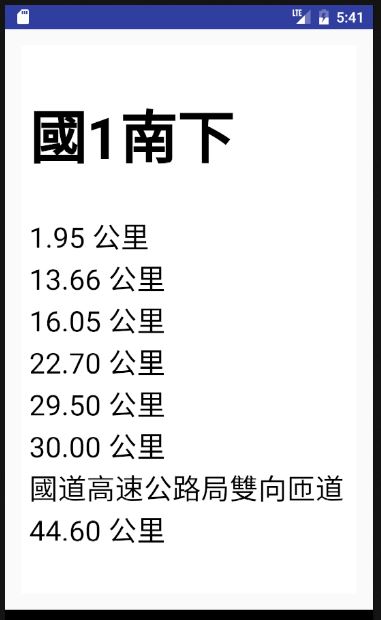 LTE 5:41
國1南下
1.95 公里
13.66 公里
16.05 公里
22.70 公里
29.50 公里
30.00 公里
國道高速公路局雙向匝道
44.60 公里